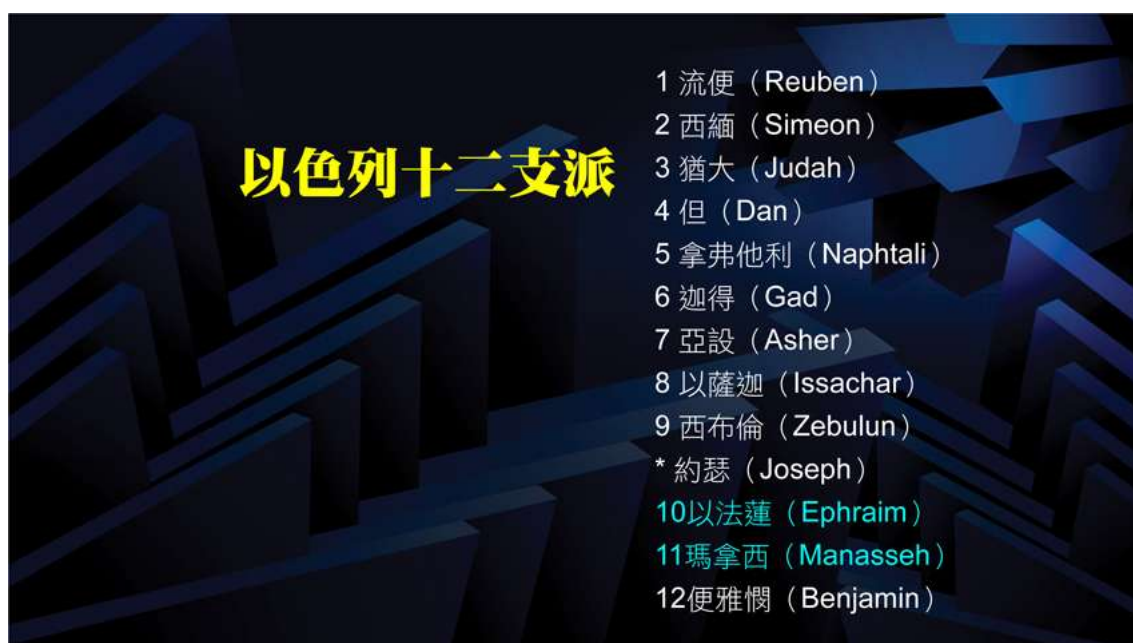 以色列十二支派
1 流便（Reuben）
2 西緬（Simeon）
3 猶大（Judah）
4 但（Dan）
5 拿弗他利（Naphtali）
6 迦得（Gad）
7 亞設（Asher）
8 以薩迦（Issachar）
9 西布倫（Zebulun）
* 約瑟（Joseph）
10以法蓮（Ephraim）
11瑪拿西（Manasseh）
12便雅憫（Benjamin）